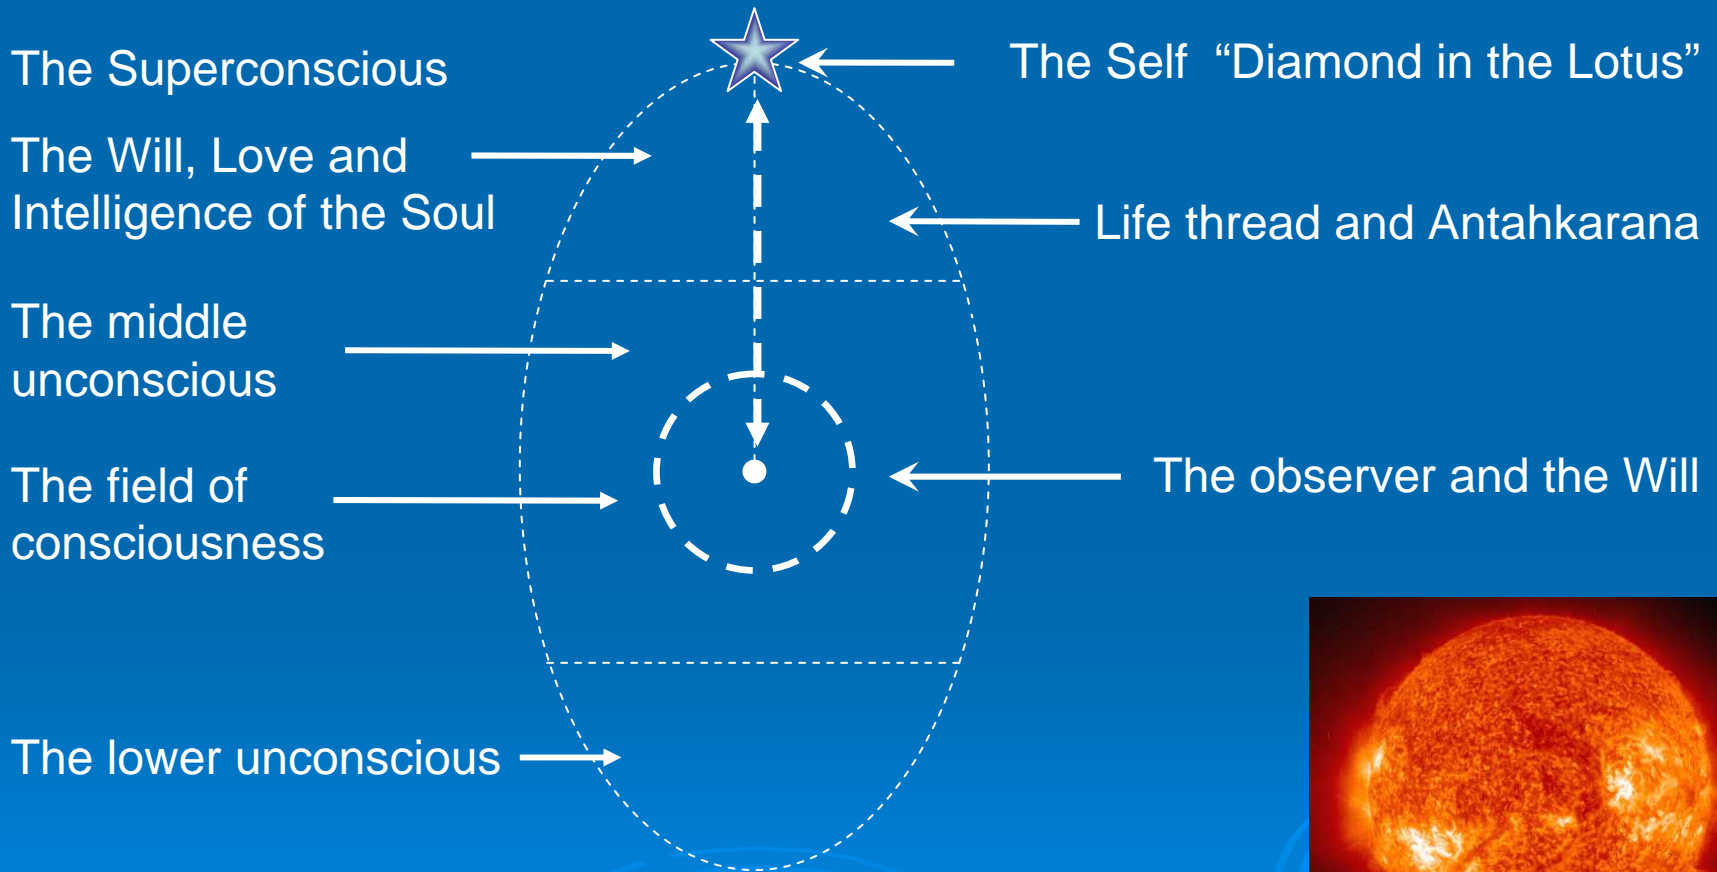 The Superconscious
The Self “Diamond in the Lotus”
The Will, Love and
Intelligence of the Soul
Life thread and Antahkarana
The middle
unconscious
The field of
consciousness
The observer and the Will
The lower unconscious